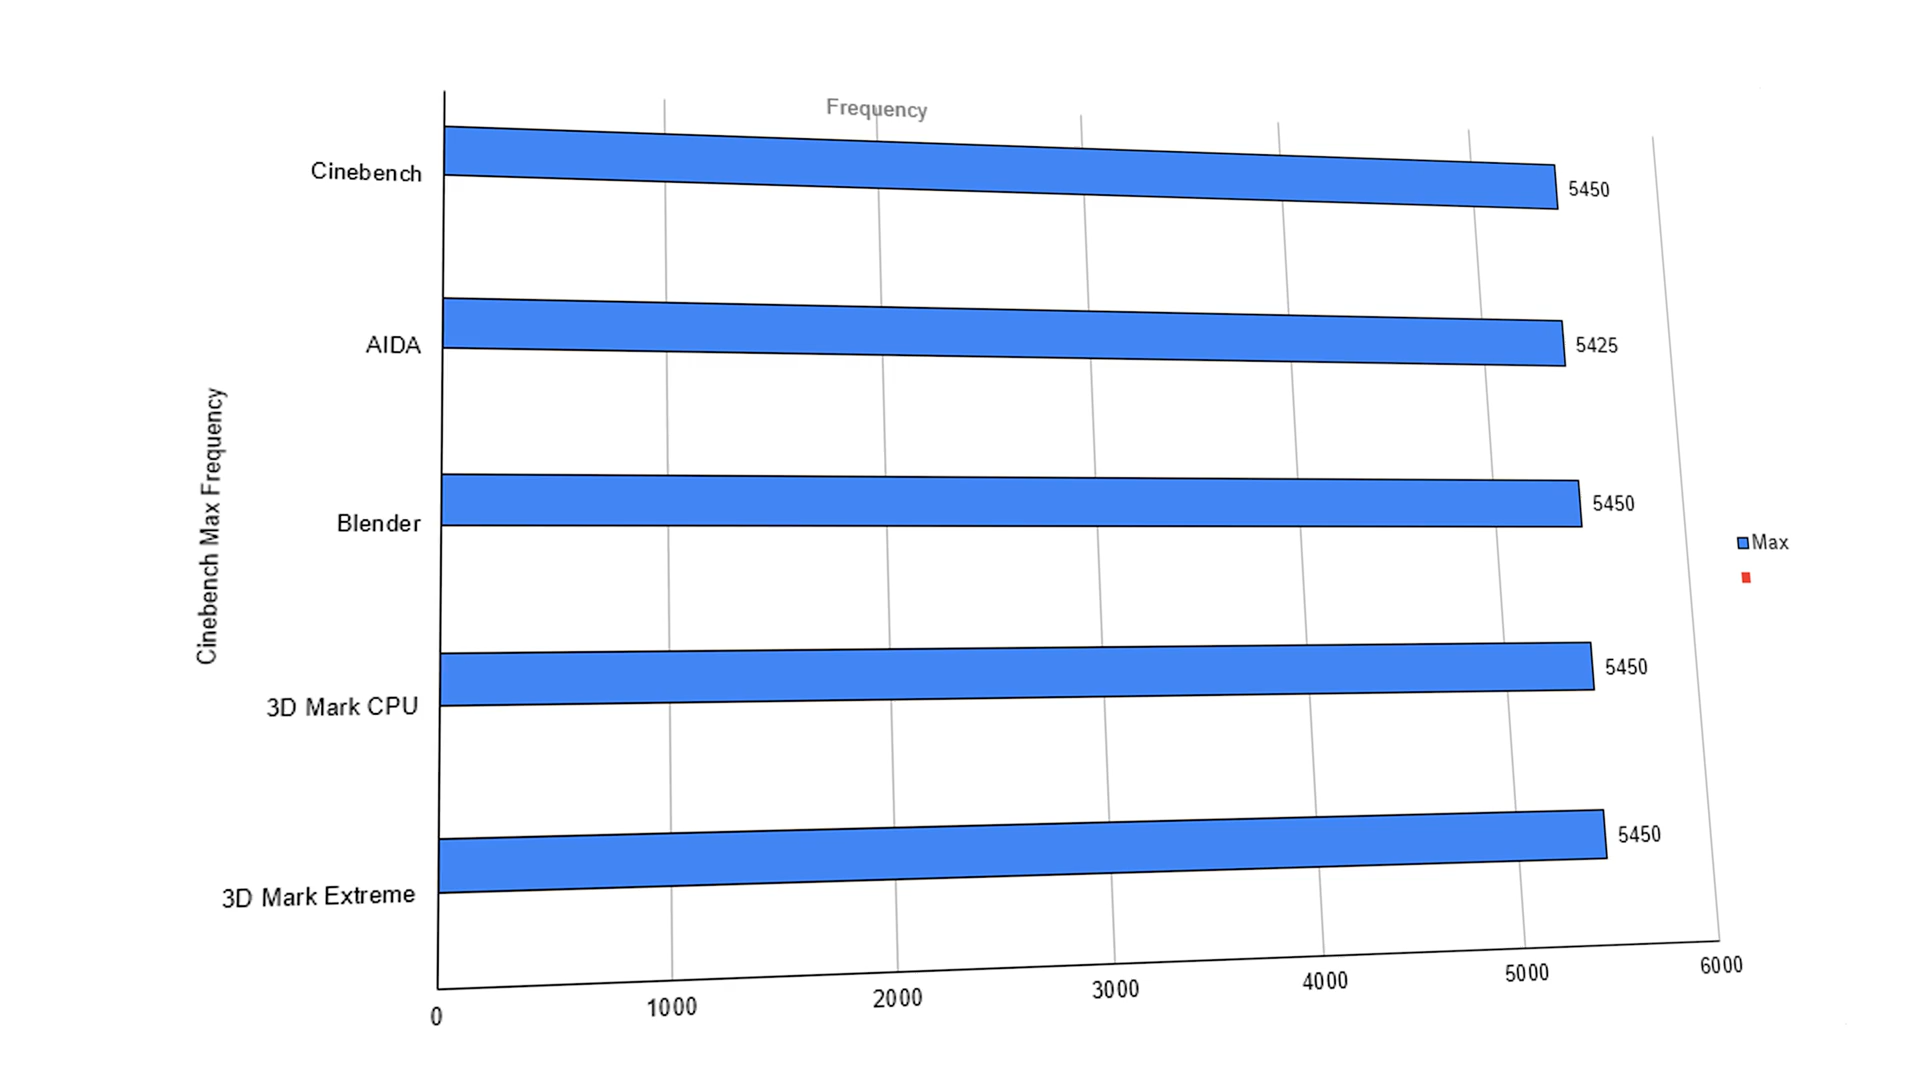 Frequency
Cinebench
5450
AIDA
5425
Blender
5450
3D Mark CPU
5450
3D Mark Extreme
5450
Cinebench Max Frequency
0
1000
2000
3000
4000
5000
6000
Max